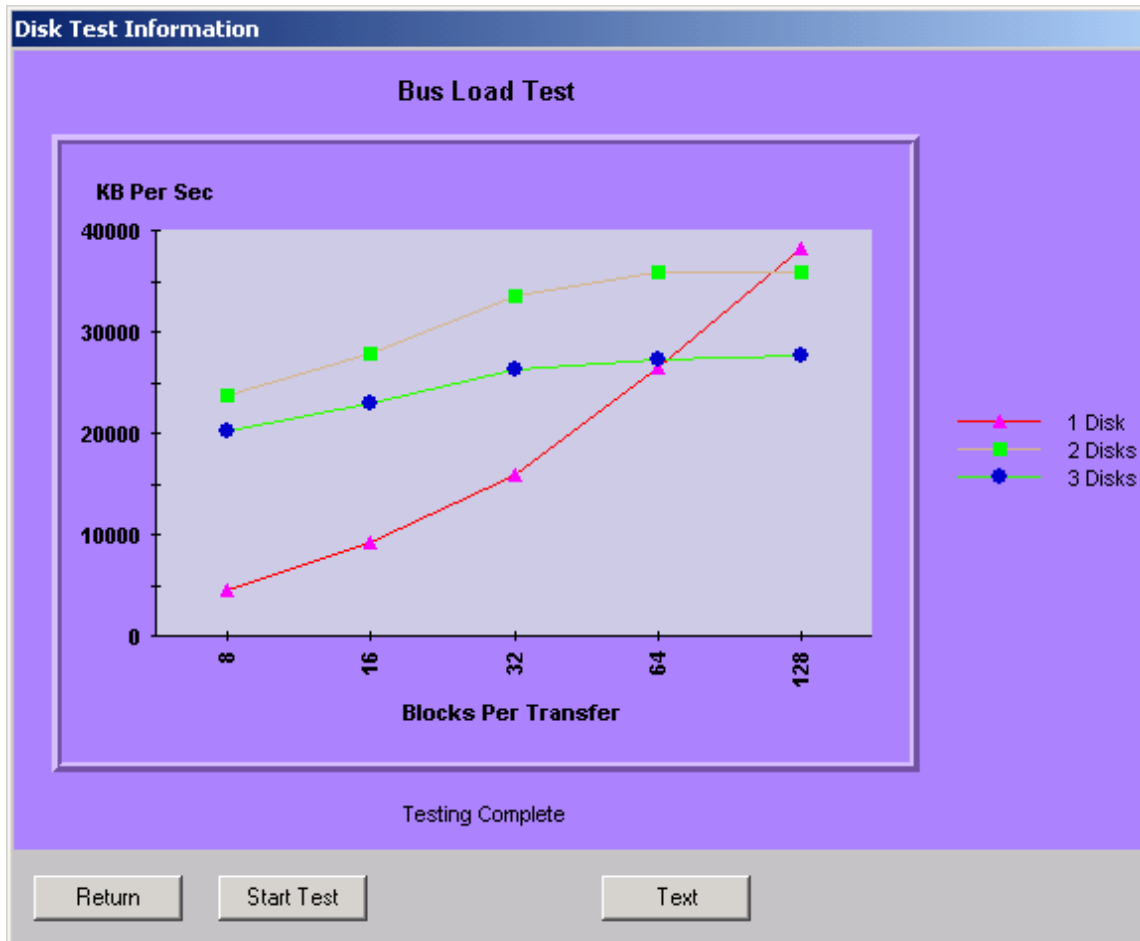 Disk Test Information
Bus Load Test
KB Per Sec
40000
30000
20000
10000
0
8
16
32
64
128
Blocks Per Transfer
1 Disk
2 Disks
3 Disks
Testing Complete
Return
Start Test
Text